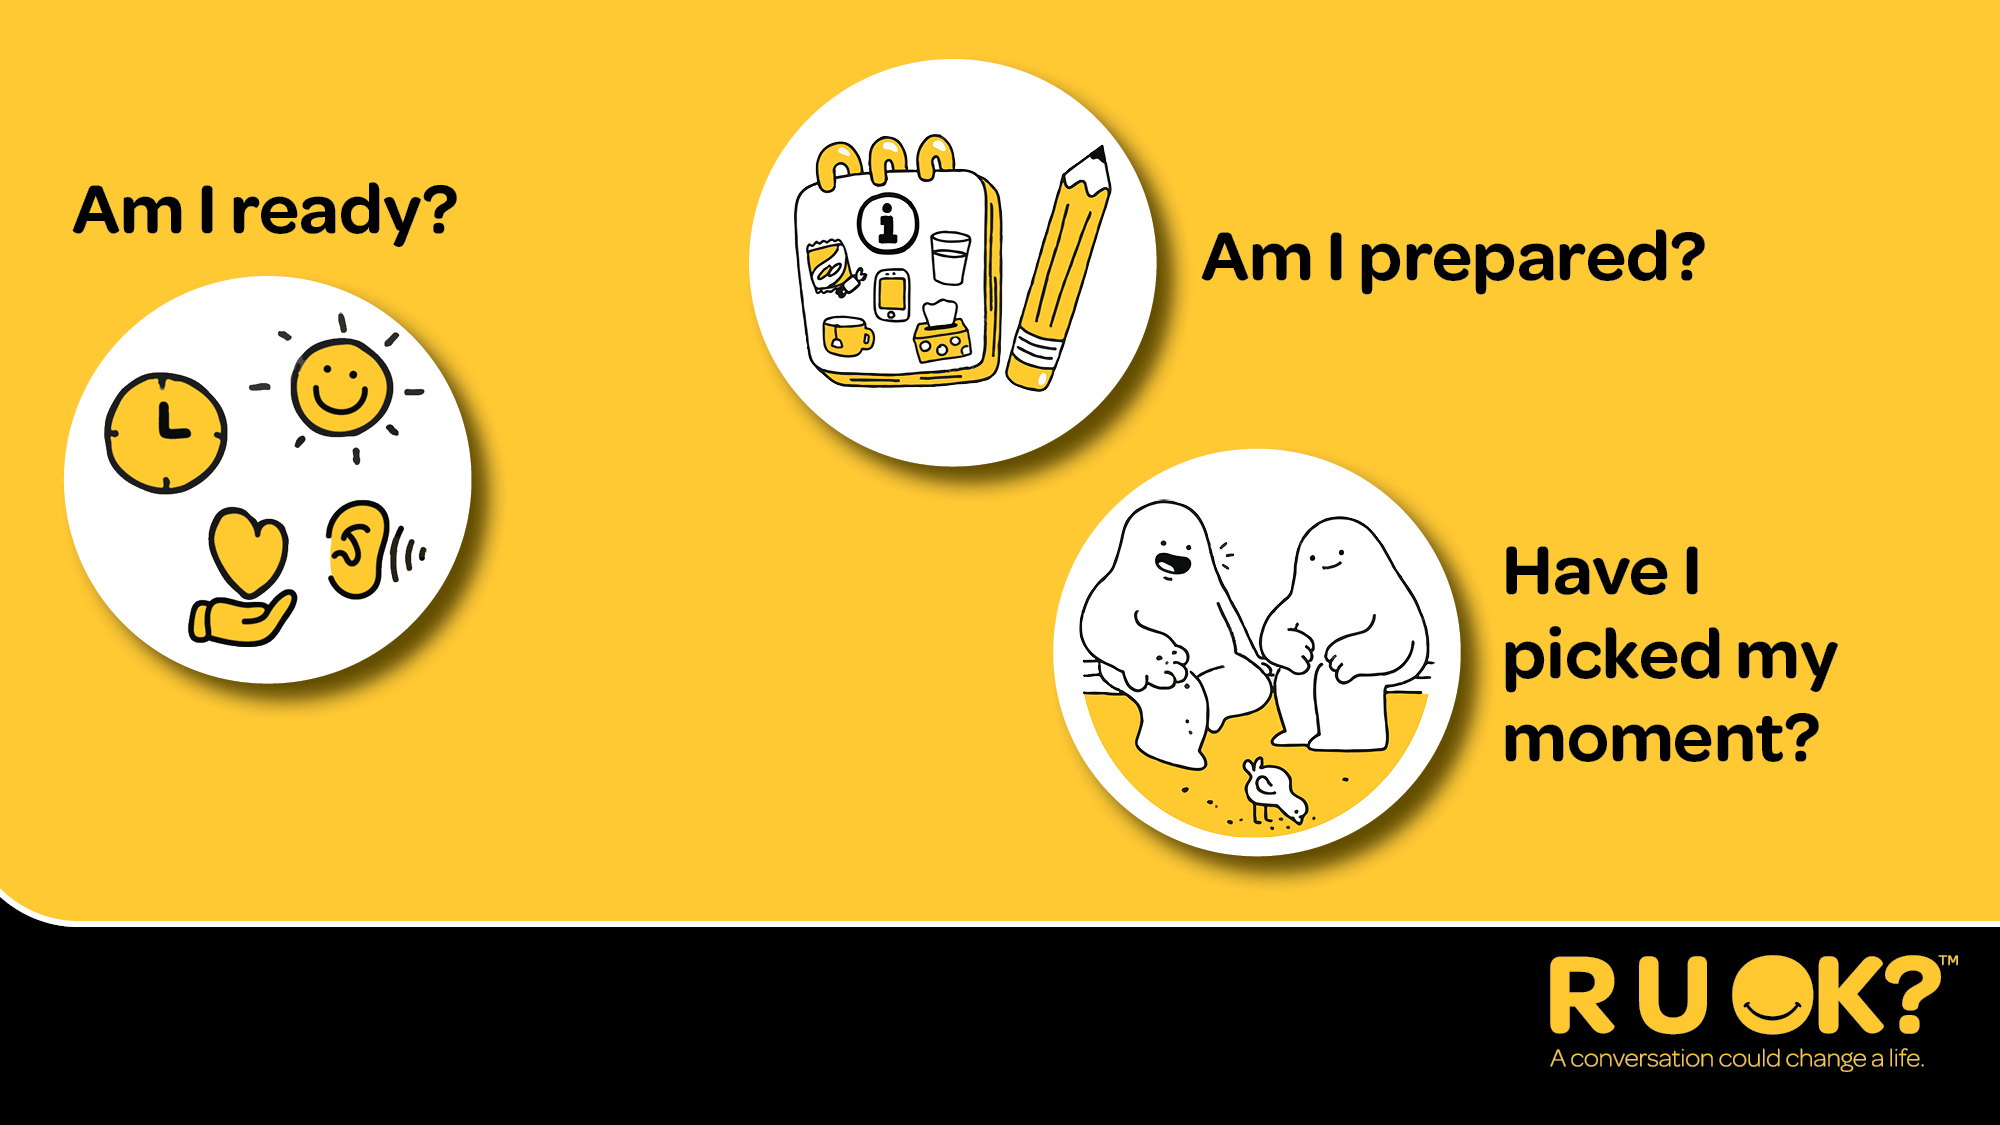 Am I ready?
i
Am I prepared?
Have I
picked my
moment?
R U OK?™
A conversation could change a life.